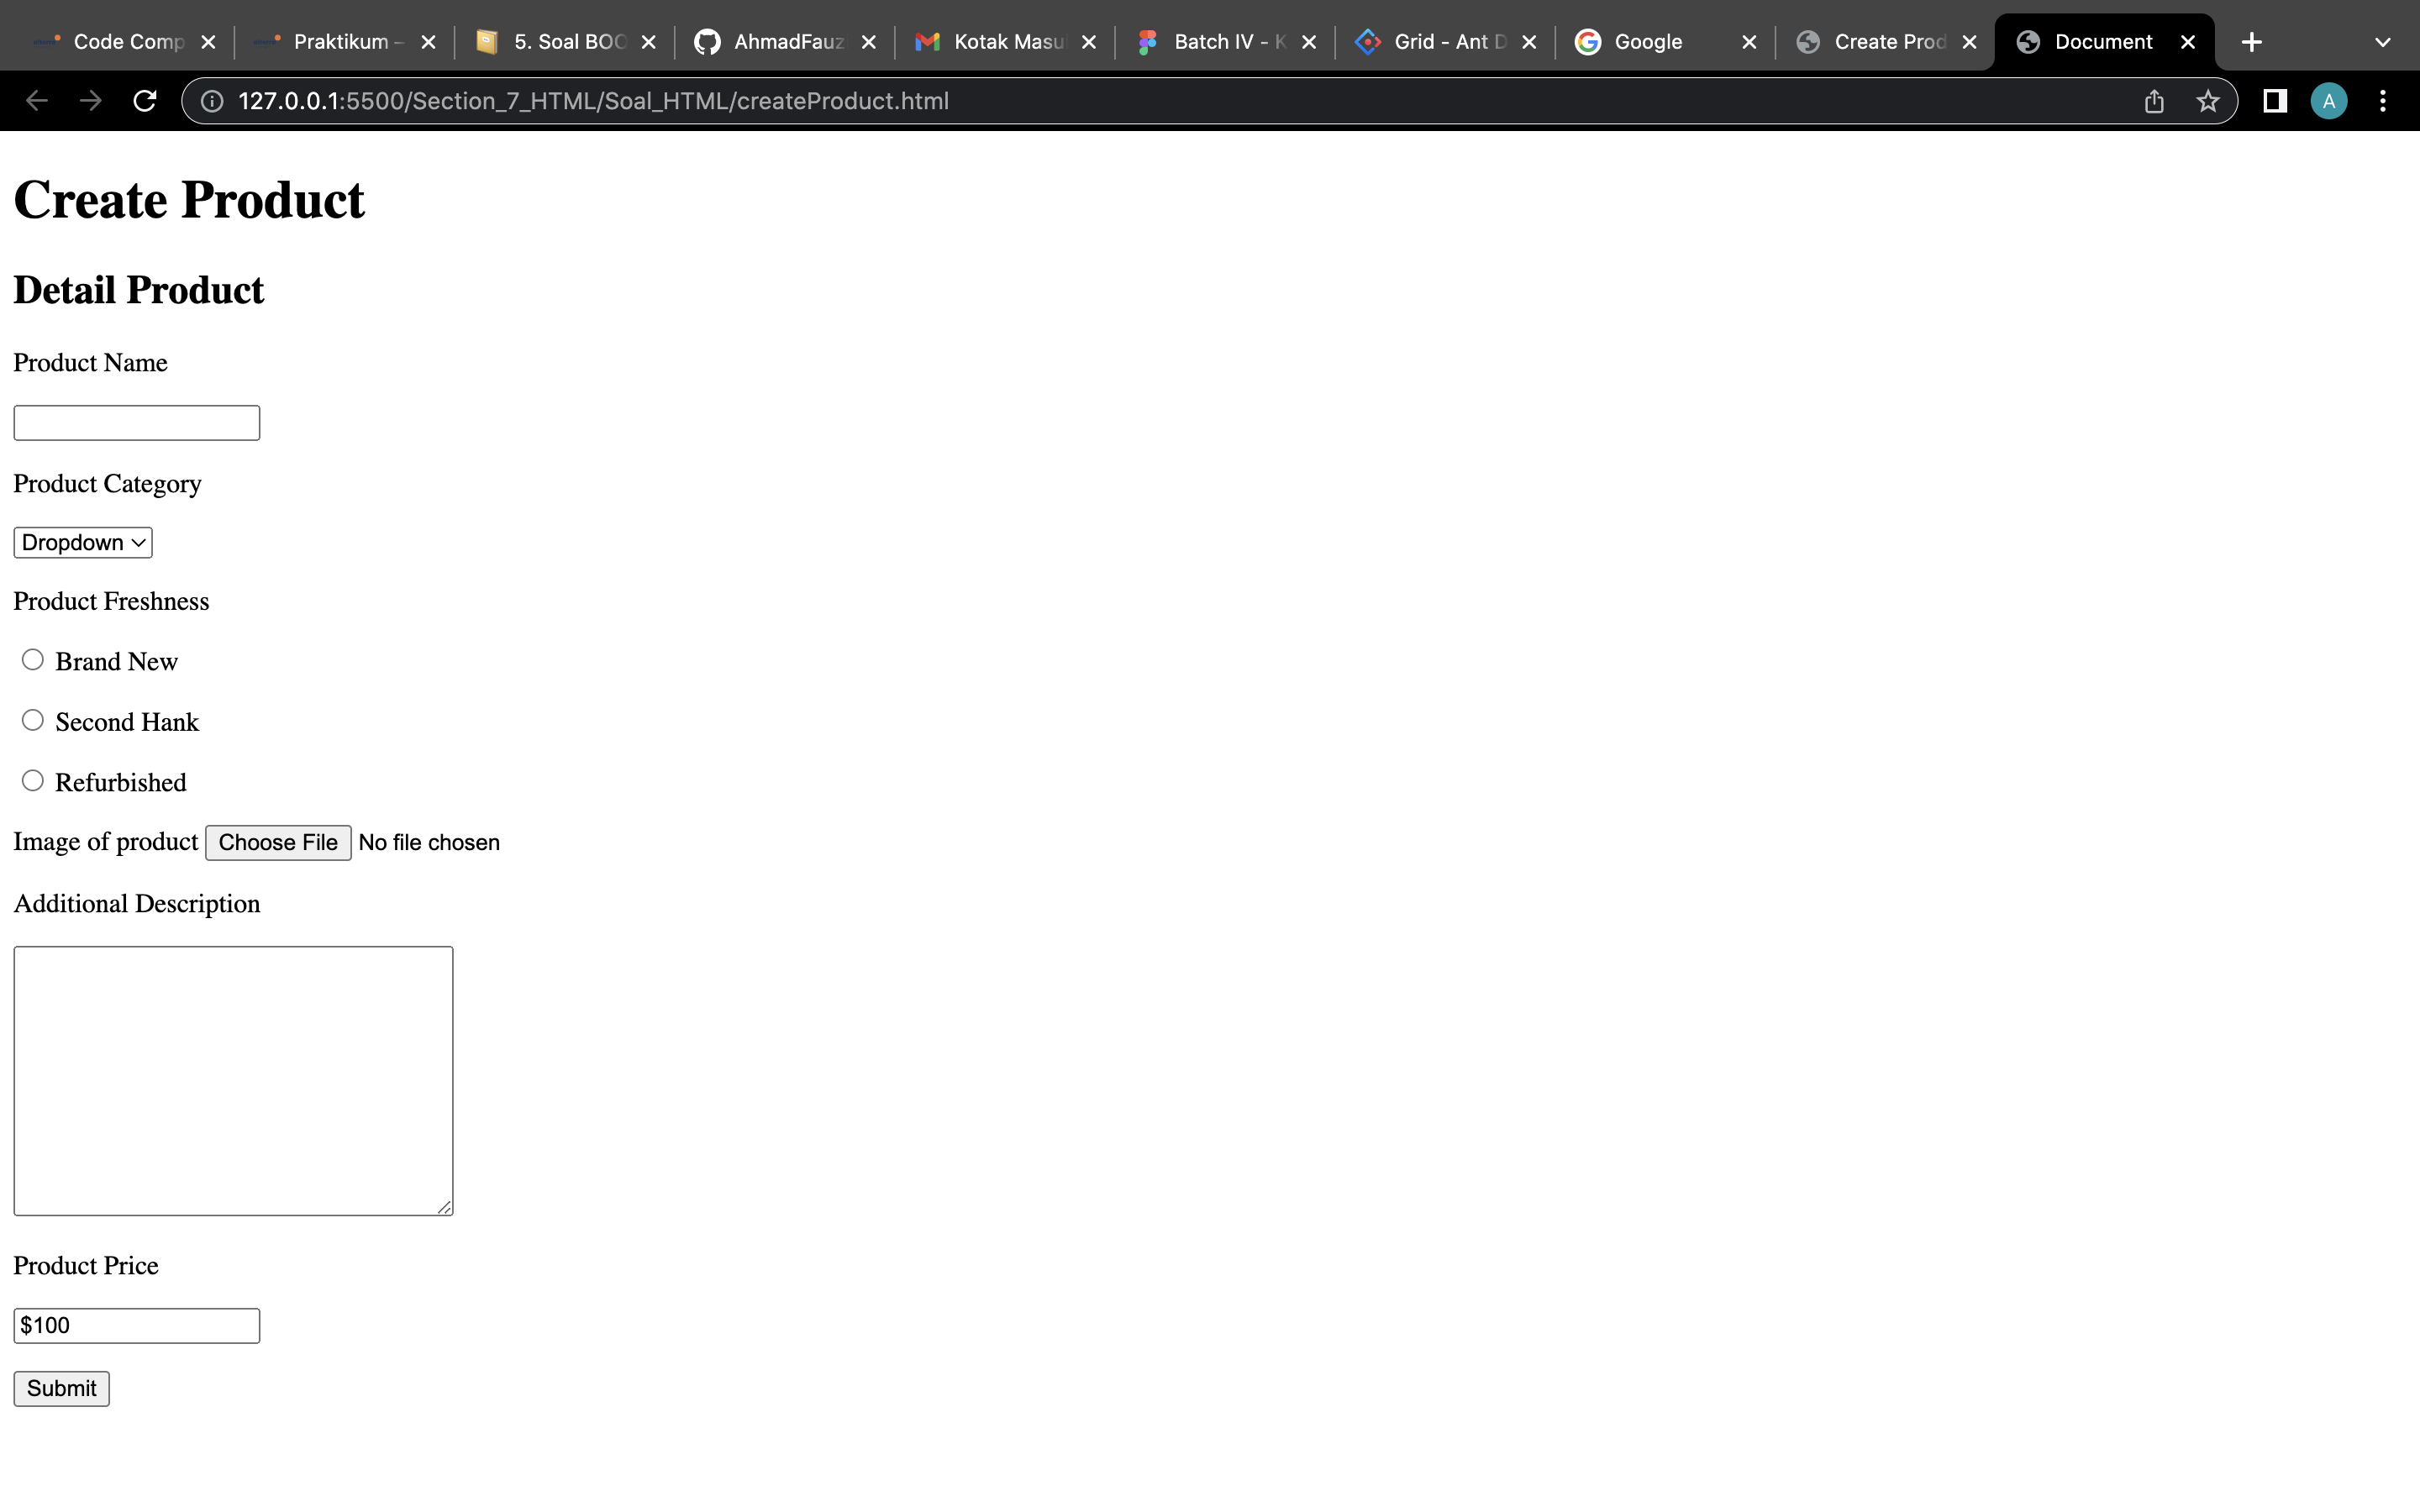 Code Comp
Praktikum –
5. Soal BOO
AhmadFauz
Kotak Masu
Batch IV - K
Grid - Ant D
Google
Create Prod
Document
127.0.0.1:5500/Section_7_HTML/Soal_HTML/createProduct.html
A
Create Product
Detail Product
Product Name
Product Category
Dropdown
Product Freshness
Brand New
Second Hank
Refurbished
Image of product Choose File No file chosen
Additional Description
Product Price
$100
Submit